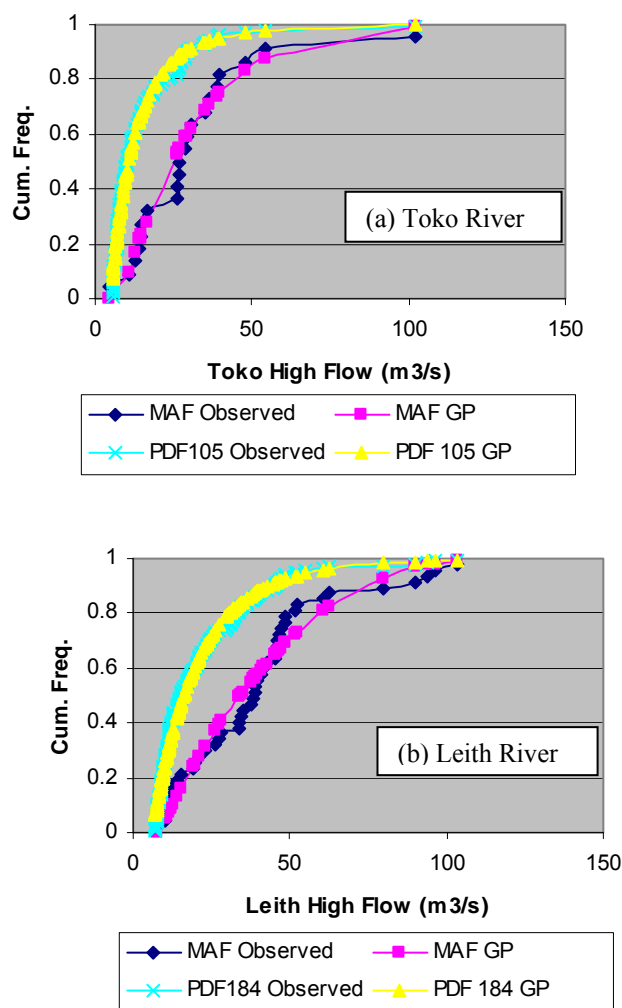 1
0.8
0.6
0.4
0.2
0
Cum. Freq.
(a) Toko River
0 50 100 150
Toko High Flow (m3/s)
MAF Observed MAF GP
PDF105 Observed PDF 105 GP
1
0.8
0.6
0.4
0.2
0
Cum. Freq.
(b) Leith River
0 50 100 150
Leith High Flow (m3/s)
MAF Observed MAF GP
PDF184 Observed PDF 184 GP